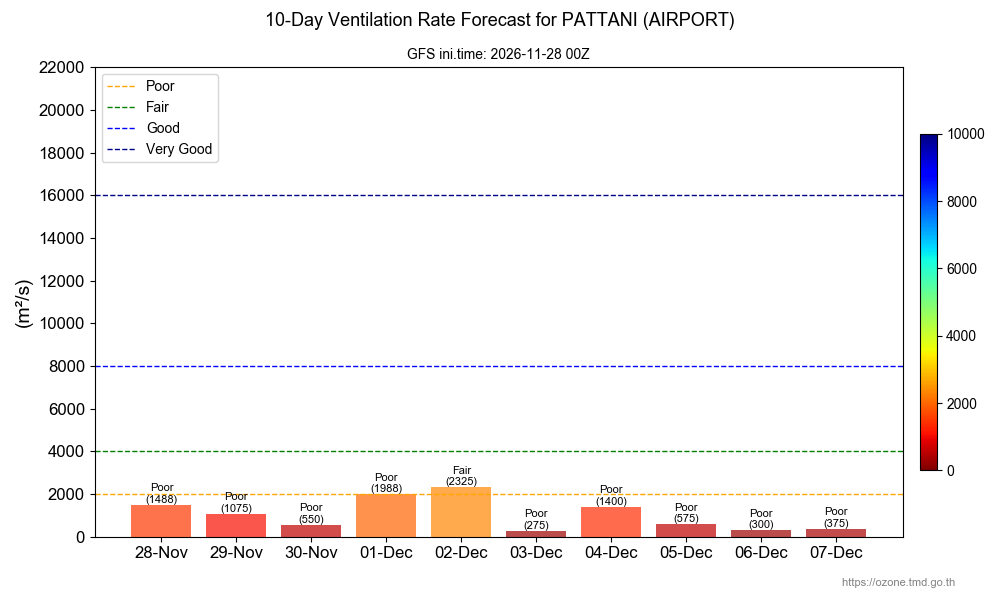 10-Day Ventilation Rate Forecast for PATTANI (AIRPORT)
GFS ini.time: 2026-11-28 00Z
(m²/s)
22000
20000
18000
16000
14000
12000
10000
8000
6000
4000
2000
0
Poor
Fair
Good
Very Good
Poor
(1488)
Poor
(1075)
Poor
(550)
Poor
(1988)
Fair
(2325)
Poor
(275)
Poor
(1400)
Poor
(575)
Poor
(300)
Poor
(375)
28-Nov 29-Nov 30-Nov 01-Dec 02-Dec 03-Dec 04-Dec 05-Dec 06-Dec 07-Dec
10000
8000
6000
4000
2000
0
https://ozone.tmd.go.th